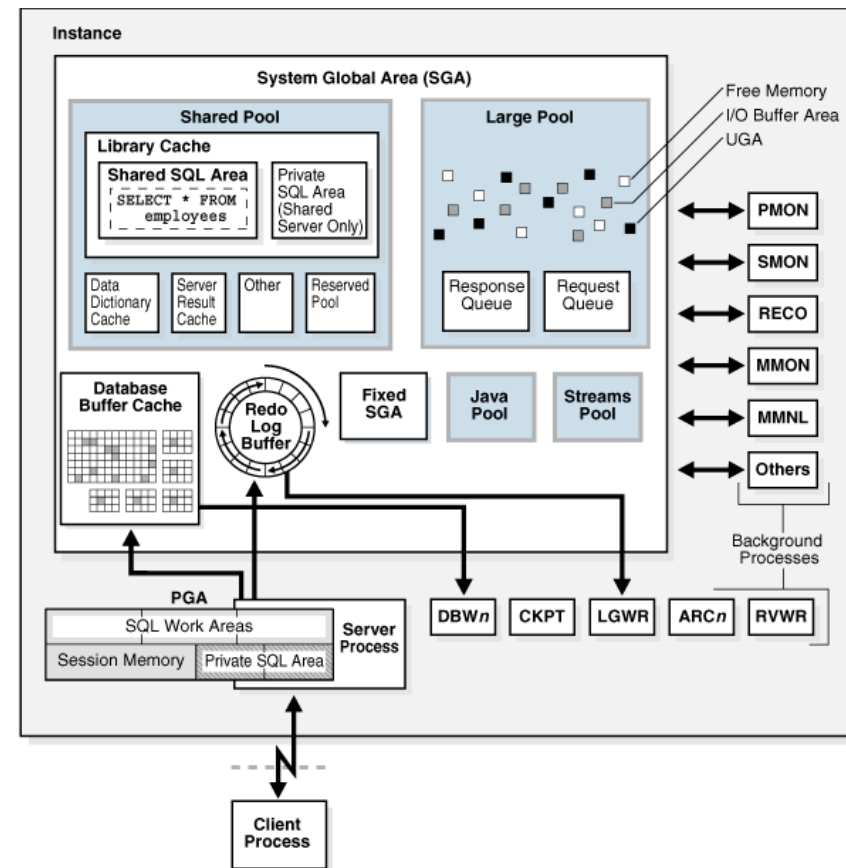 Instance
System Global Area (SGA)
Shared Pool
Library Cache
Shared SQL Area
SELECT * FROM
employees
Private
SQL Area
(Shared
Server Only)
Data
Dictionary
Cache
Server
Result
Cache
Other
Reserved
Pool
Large Pool
Response
Queue
Request
Queue
Free Memory
I/O Buffer Area
UGA
Database
Buffer Cache
Redo
Log
Buffer
Fixed
SGA
Java
Pool
Streams
Pool
PMON
SMON
RECO
MMON
MMNL
Others
Background
Processes
DBWn
CKPT
LGWR
ARCn
RVWR
PGA
SQL Work Areas
Session Memory
Private SQL Area
Server
Process
Client
Process